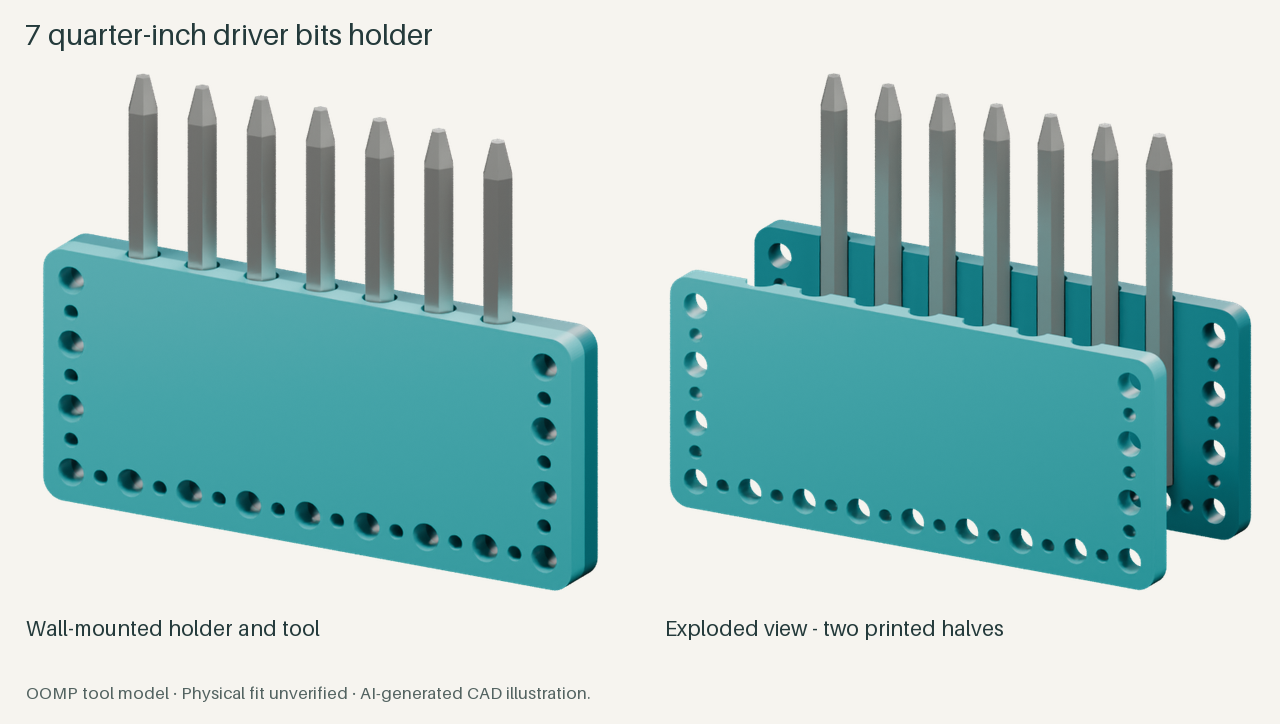 7 quarter-inch driver bits holder
Wall-mounted holder and tool
Exploded view - two printed halves
OOMP tool model · Physical fit unverified · AI-generated CAD illustration.